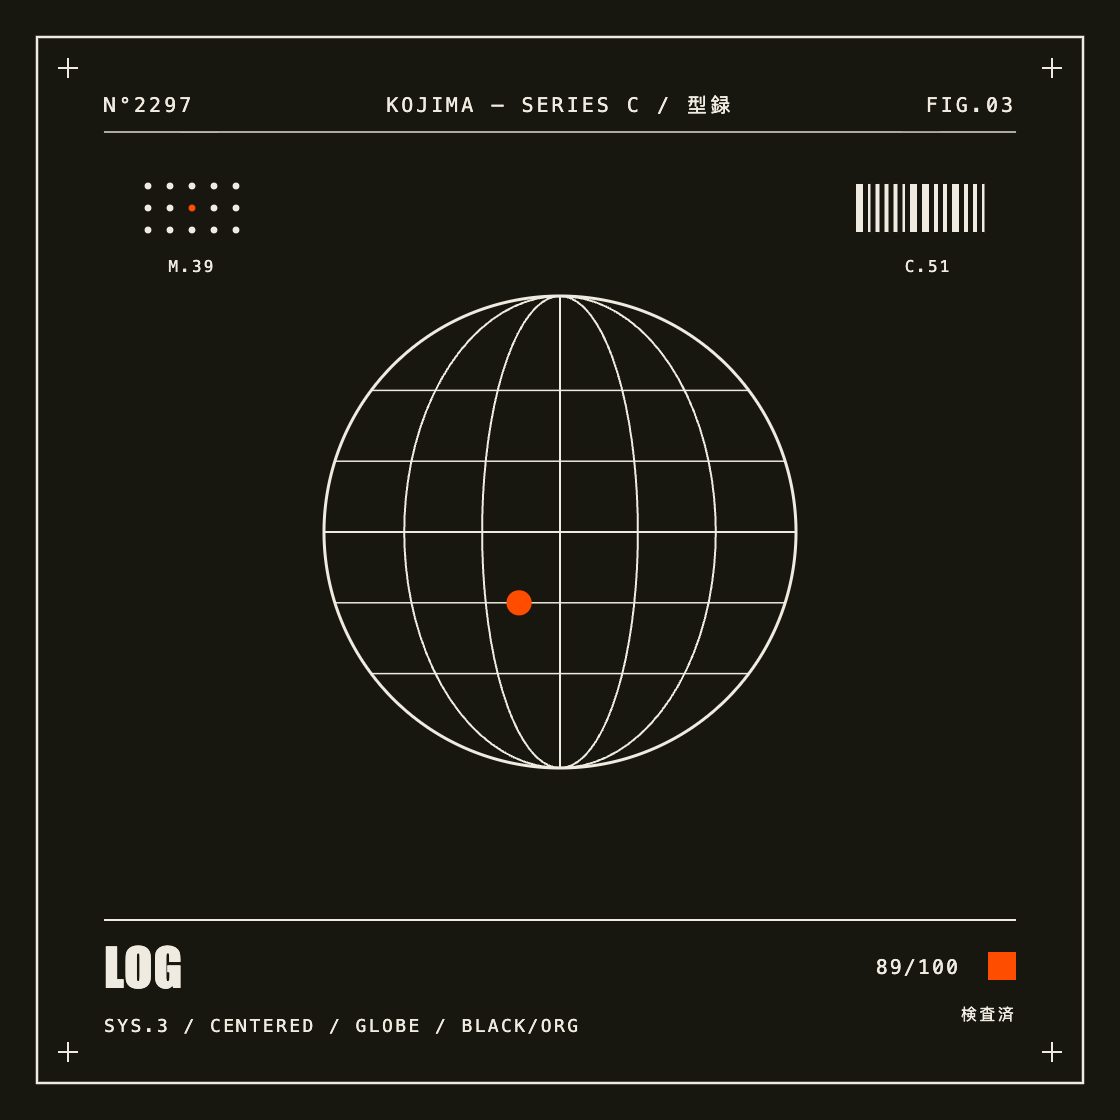 N°2297
KOJIMA — SERIES C / 型録
FIG.03
M.39
C.51
LOG
89/100
SYS.3 / CENTERED / GLOBE / BLACK/ORG
検査済